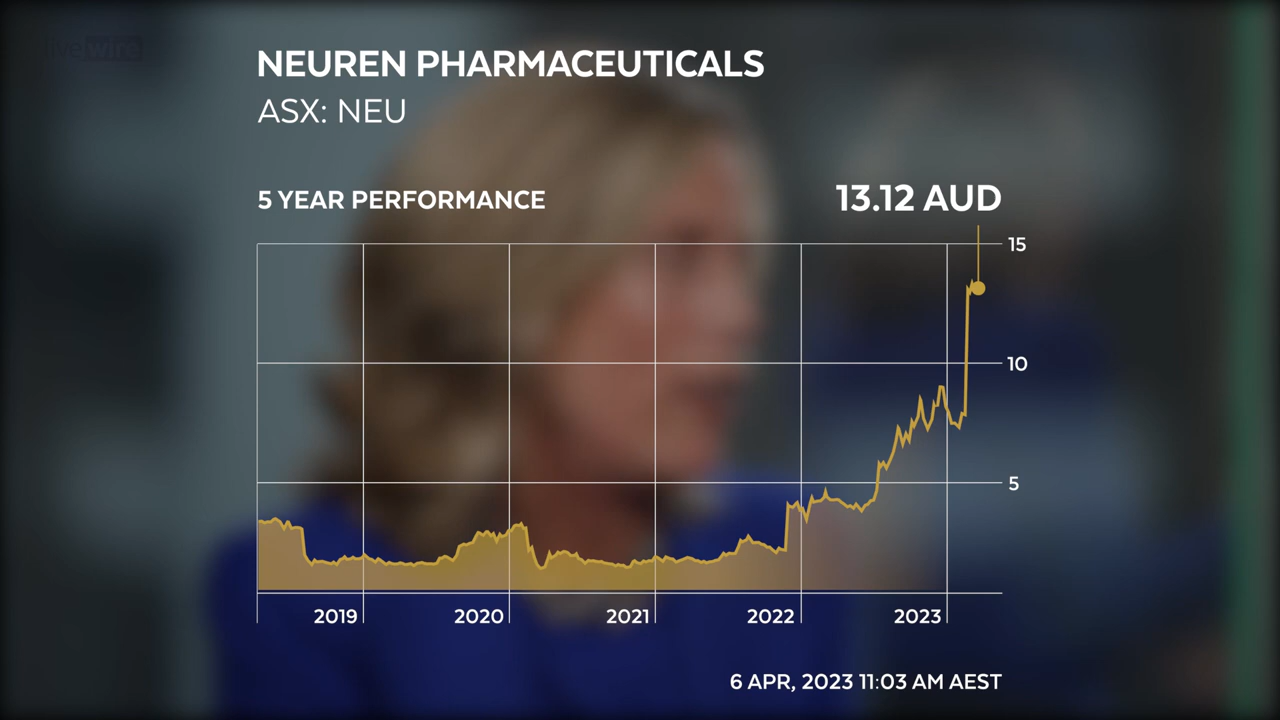 livewire
NEUREN PHARMACEUTICALS
ASX: NEU
5 YEAR PERFORMANCE
13.12 AUD
15
10
5
2019 2020 2021 2022 2023
6 APR, 2023 11:03 AM AEST